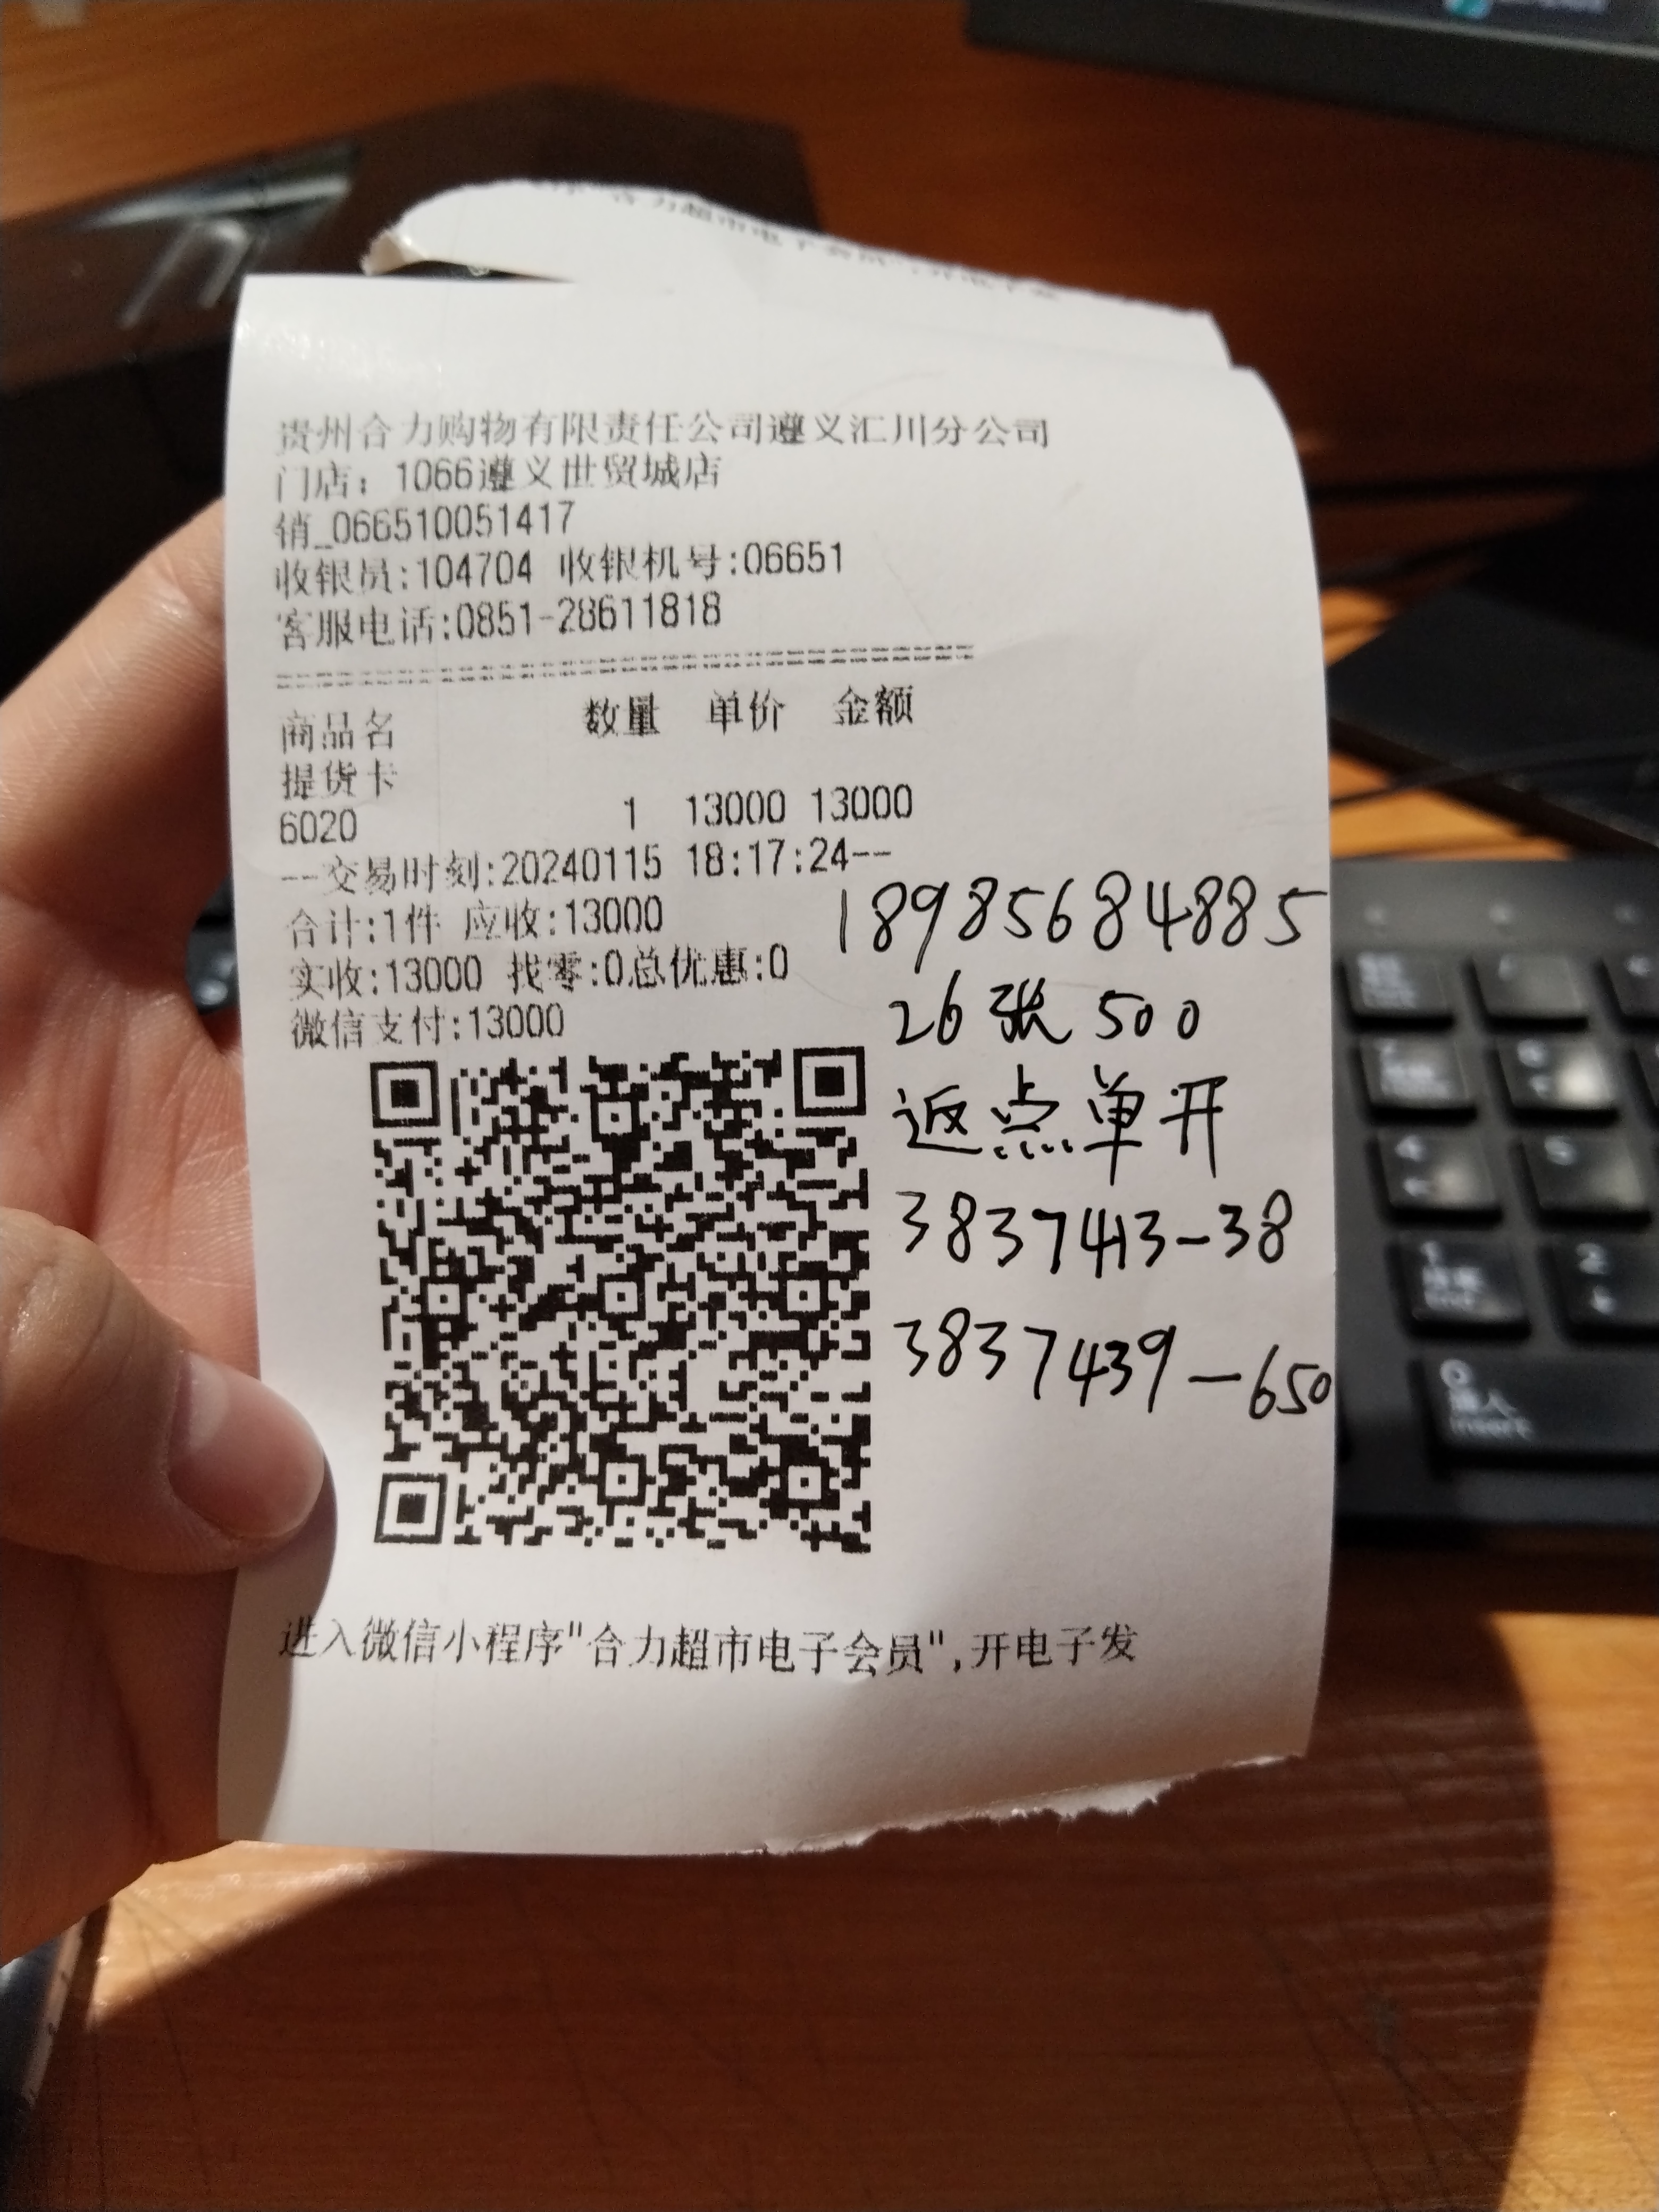 贵州合力购物有限责任公司遵义汇川分公司
门店：1066遵义世贸城店
销_066510051417
收银员:104704 收银机号:06651
客服电话:0851-28611818
商品名 数量 单价 金额
提货卡
6020 1 13000 13000
--交易时刻:20240115 18:17:24--
合计:1件 应收:13000
实收:13000 找零:0总优惠:0
微信支付:13000
18985684885
26张500
返点单开
3837413-38
3837439-650
进入微信小程序"合力超市电子会员",开电子发